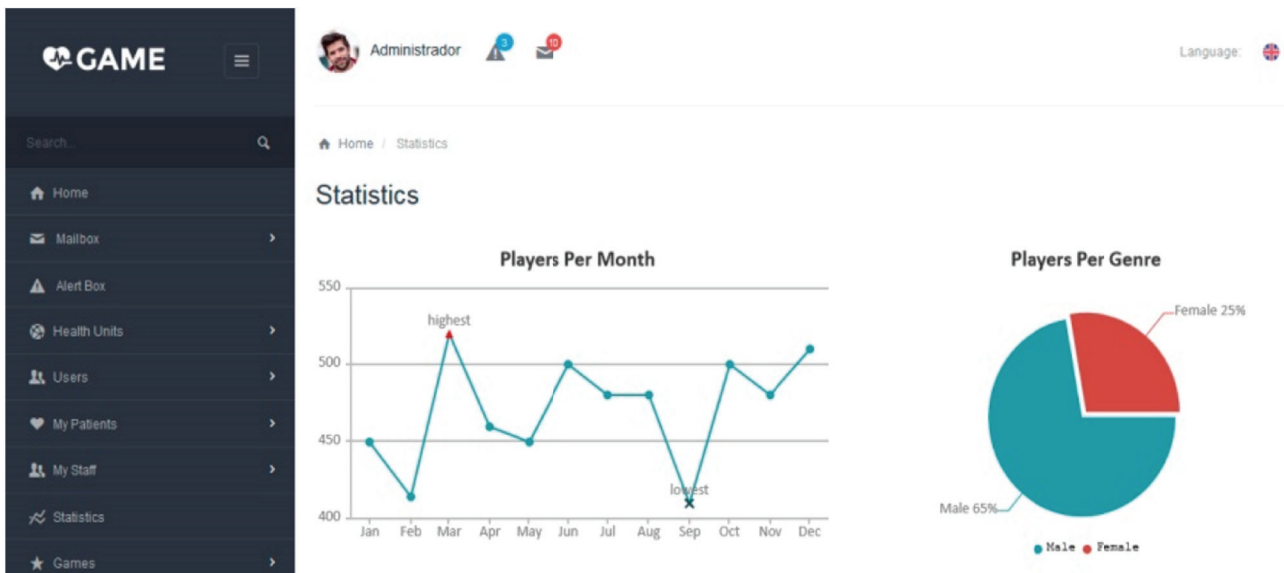 GAME
Administrador 3 10
Language:
Search...
Home / Statistics
Home
Mailbox
Alert Box
Health Units
Users
My Patients
My Staff
Statistics
Games
Statistics
Players Per Month
550
500
450
400
highest
lowest
Jan Feb Mar Apr May Jun Jul Aug Sep Oct Nov Dec
Players Per Genre
Female 25%
Male 65%
Male Female